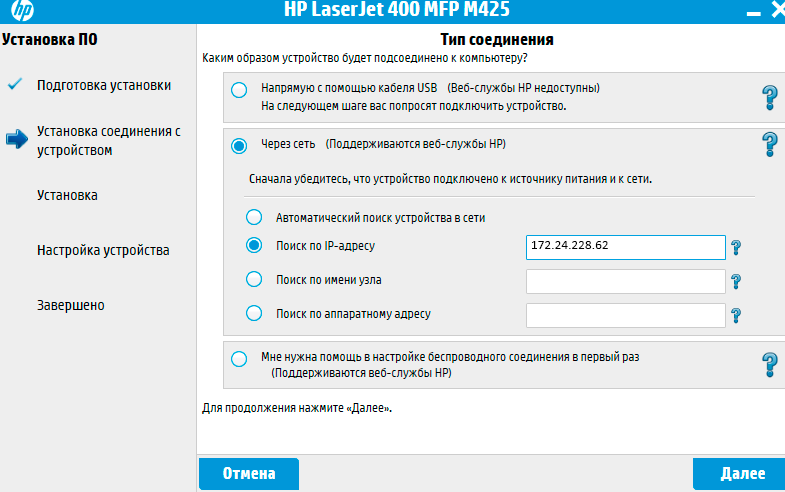 hp
HP LaserJet 400 MFP M425
Установка ПО
Подготовка установки
Установка соединения с
устройством
Установка
Настройка устройства
Завершено
Тип соединения
Каким образом устройство будет подсоединено к компьютеру?
Напрямую с помощью кабеля USB (Веб-службы HP недоступны)
На следующем шаге вас попросят подключить устройство.
?
Через сеть (Поддерживаются веб-службы HP)
?
Сначала убедитесь, что устройство подключено к источнику питания и к сети.
Автоматический поиск устройства в сети
Поиск по IP-адресу 172.24.228.62 ?
Поиск по имени узла ?
Поиск по аппаратному адресу ?
Мне нужна помощь в настройке беспроводного соединения в первый раз
(Поддерживаются веб-службы HP)
?
Для продолжения нажмите «Далее».
Отмена
Далее